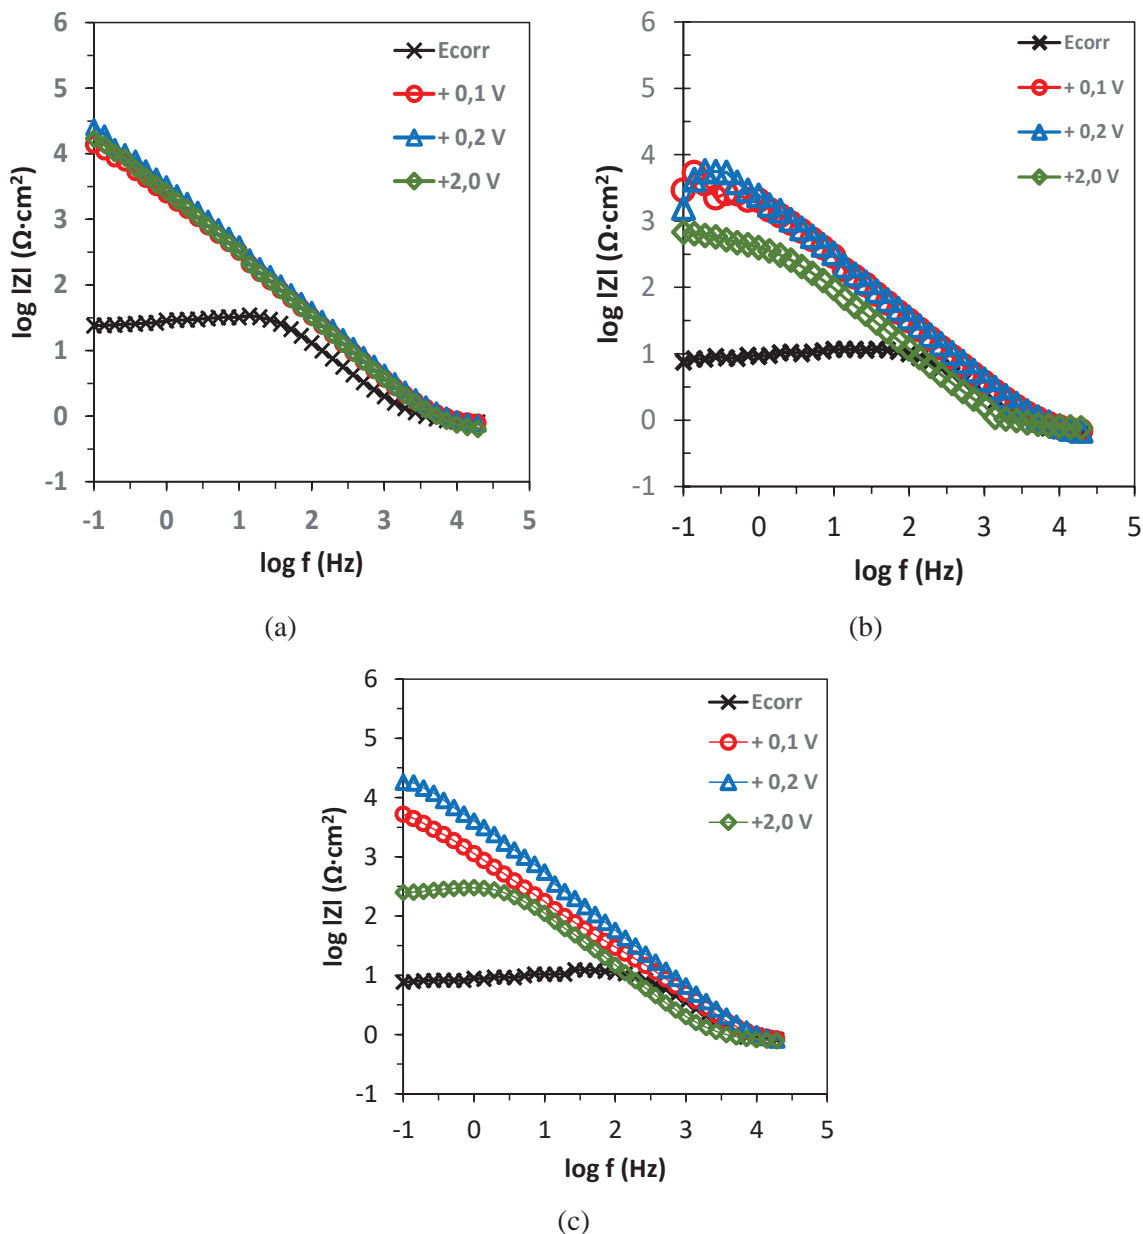 6
5
4
3
2
1
0
-1
log |Z| (Ω·cm²)
-1 0 1 2 3 4 5
log f (Hz)
Ecorr
+ 0,1 V
+ 0,2 V
+2,0 V
(a)
6
5
4
3
2
1
0
-1
log |Z| (Ω·cm²)
-1 0 1 2 3 4 5
log f (Hz)
Ecorr
+ 0,1 V
+ 0,2 V
+2,0 V
(b)
6
5
4
3
2
1
0
-1
log |Z| (Ω·cm²)
-1 0 1 2 3 4 5
log f (Hz)
Ecorr
+ 0,1 V
+ 0,2 V
+2,0 V
(c)